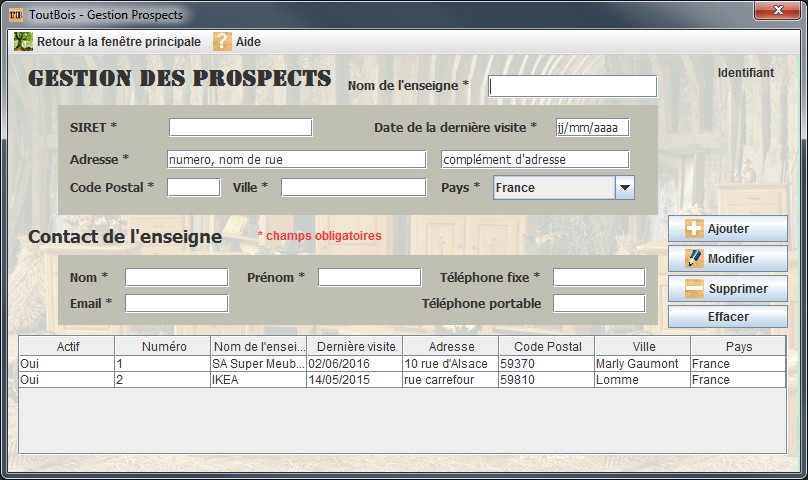 ToutBois - Gestion Prospects
Retour à la fenêtre principale Aide
GESTION DES PROSPECTS
Nom de l'enseigne * Identifiant
SIRET * Date de la dernière visite * jj/mm/aaaa
Adresse * numero, nom de rue complément d'adresse
Code Postal * Ville * Pays * France
Contact de l'enseigne * champs obligatoires
Ajouter
Modifier
Supprimer
Effacer
Nom * Prénom * Téléphone fixe *
Email * Téléphone portable
Actif Numéro Nom de l'ensei... Dernière visite Adresse Code Postal Ville Pays
Oui 1 SA Super Meub... 02/06/2016 10 rue d'Alsace 59370 Marly Gaumont France
Oui 2 IKEA 14/05/2015 rue carrefour 59810 Lomme France